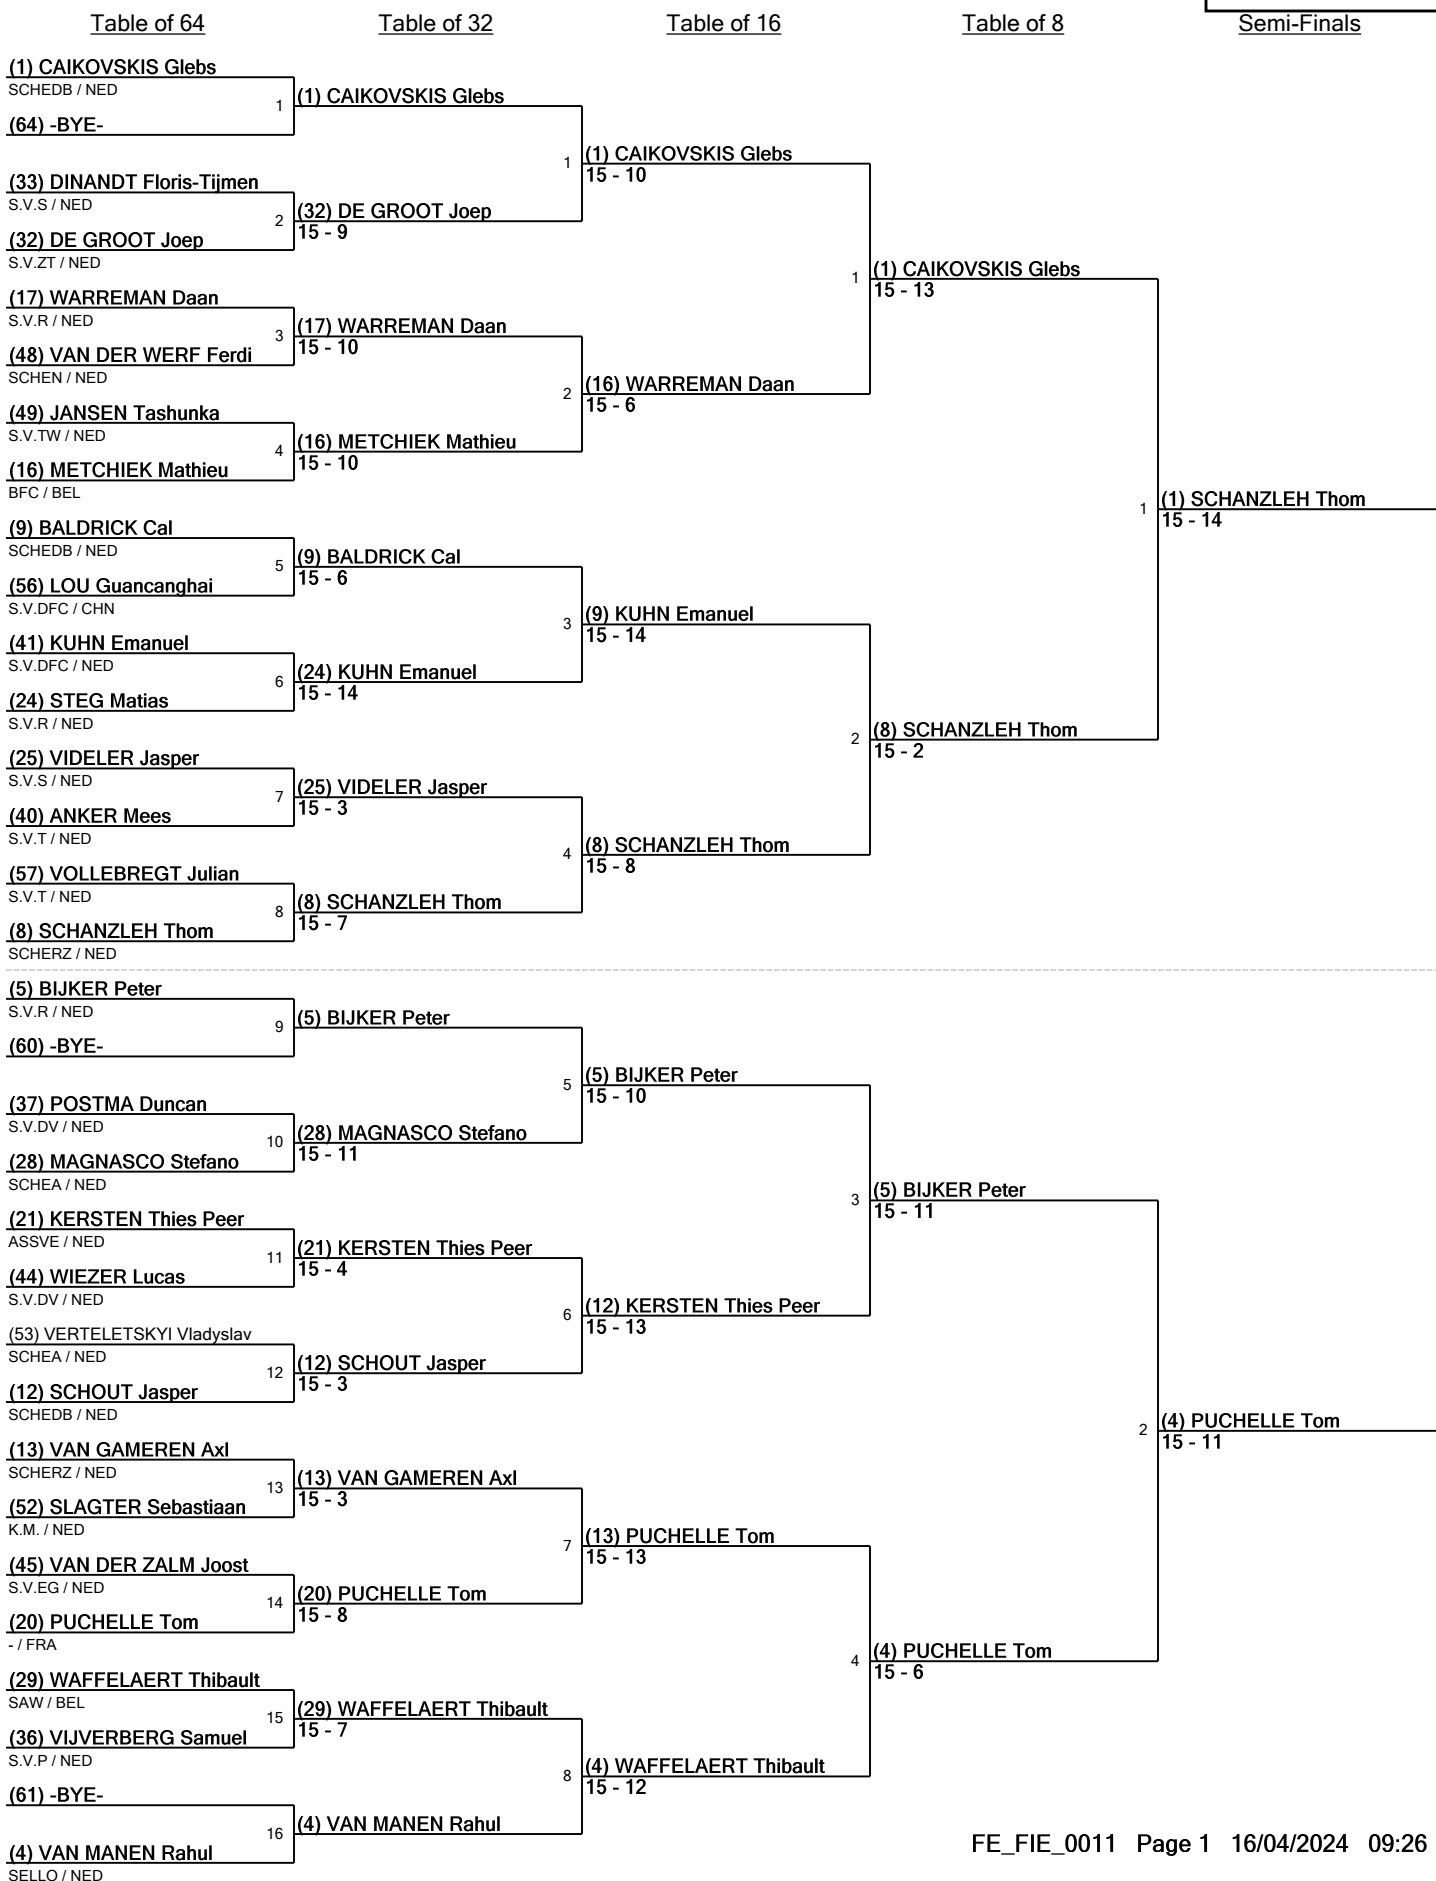 Table of 64
Table of 32
Table of 16
Table of 8
Semi-Finals
(1) CAIKOVSKIS Glebs
SCHEDB / NED
1
(64) -BYE-
(33) DINANDT Floris-Tijmen
S.V.S / NED
2
(32) DE GROOT Joep
S.V.ZT / NED
(17) WARREMAN Daan
S.V.R / NED
3
(48) VAN DER WERF Ferdi
SCHEN / NED
(49) JANSEN Tashunka
S.V.TW / NED
4
(16) METCHIEK Mathieu
BFC / BEL
(9) BALDRICK Cal
SCHEDB / NED
5
(56) LOU Guancanghai
S.V.DFC / CHN
(41) KUHN Emanuel
S.V.DFC / NED
6
(24) STEG Matias
S.V.R / NED
(25) VIDELER Jasper
S.V.S / NED
7
(40) ANKER Mees
S.V.T / NED
(57) VOLLEBREGT Julian
S.V.T / NED
8
(8) SCHANZLEH Thom
SCHERZ / NED
(5) BIJKER Peter
S.V.R / NED
9
(60) -BYE-
(37) POSTMA Duncan
S.V.DV / NED
10
(28) MAGNASCO Stefano
SCHEA / NED
(21) KERSTEN Thies Peer
ASSVE / NED
11
(44) WIEZER Lucas
S.V.DV / NED
(53) VERTELETSKYI Vladyslav
SCHEA / NED
12
(12) SCHOUT Jasper
SCHEDB / NED
(13) VAN GAMEREN Axl
SCHERZ / NED
13
(52) SLAGTER Sebastiaan
K.M. / NED
(45) VAN DER ZALM Joost
S.V.EG / NED
14
(20) PUCHELLE Tom
- / FRA
(29) WAFFELAERT Thibault
SAW / BEL
15
(36) VIJVERBERG Samuel
S.V.P / NED
(61) -BYE-
16
(4) VAN MANEN Rahul
SELLO / NED
(1) CAIKOVSKIS Glebs
1
(32) DE GROOT Joep
15 - 9
(17) WARREMAN Daan
15 - 10
2
(16) METCHIEK Mathieu
15 - 10
(9) BALDRICK Cal
15 - 6
3
(24) KUHN Emanuel
15 - 14
(25) VIDELER Jasper
15 - 3
4
(8) SCHANZLEH Thom
15 - 7
(5) BIJKER Peter
5
(28) MAGNASCO Stefano
15 - 11
(21) KERSTEN Thies Peer
15 - 4
6
(12) SCHOUT Jasper
15 - 3
(13) VAN GAMEREN Axl
15 - 3
7
(20) PUCHELLE Tom
15 - 8
(29) WAFFELAERT Thibault
15 - 7
8
(4) VAN MANEN Rahul
(1) CAIKOVSKIS Glebs
15 - 10
1
(16) WARREMAN Daan
15 - 6
(9) KUHN Emanuel
15 - 14
2
(8) SCHANZLEH Thom
15 - 8
(5) BIJKER Peter
15 - 10
3
(12) KERSTEN Thies Peer
15 - 13
(13) PUCHELLE Tom
15 - 13
4
(4) WAFFELAERT Thibault
15 - 12
(1) CAIKOVSKIS Glebs
15 - 13
1
(8) SCHANZLEH Thom
15 - 2
(5) BIJKER Peter
15 - 11
2
(4) PUCHELLE Tom
15 - 6
(1) SCHANZLEH Thom
15 - 14
(4) PUCHELLE Tom
15 - 11
FE_FIE_0011 Page 1 16/04/2024 09:26